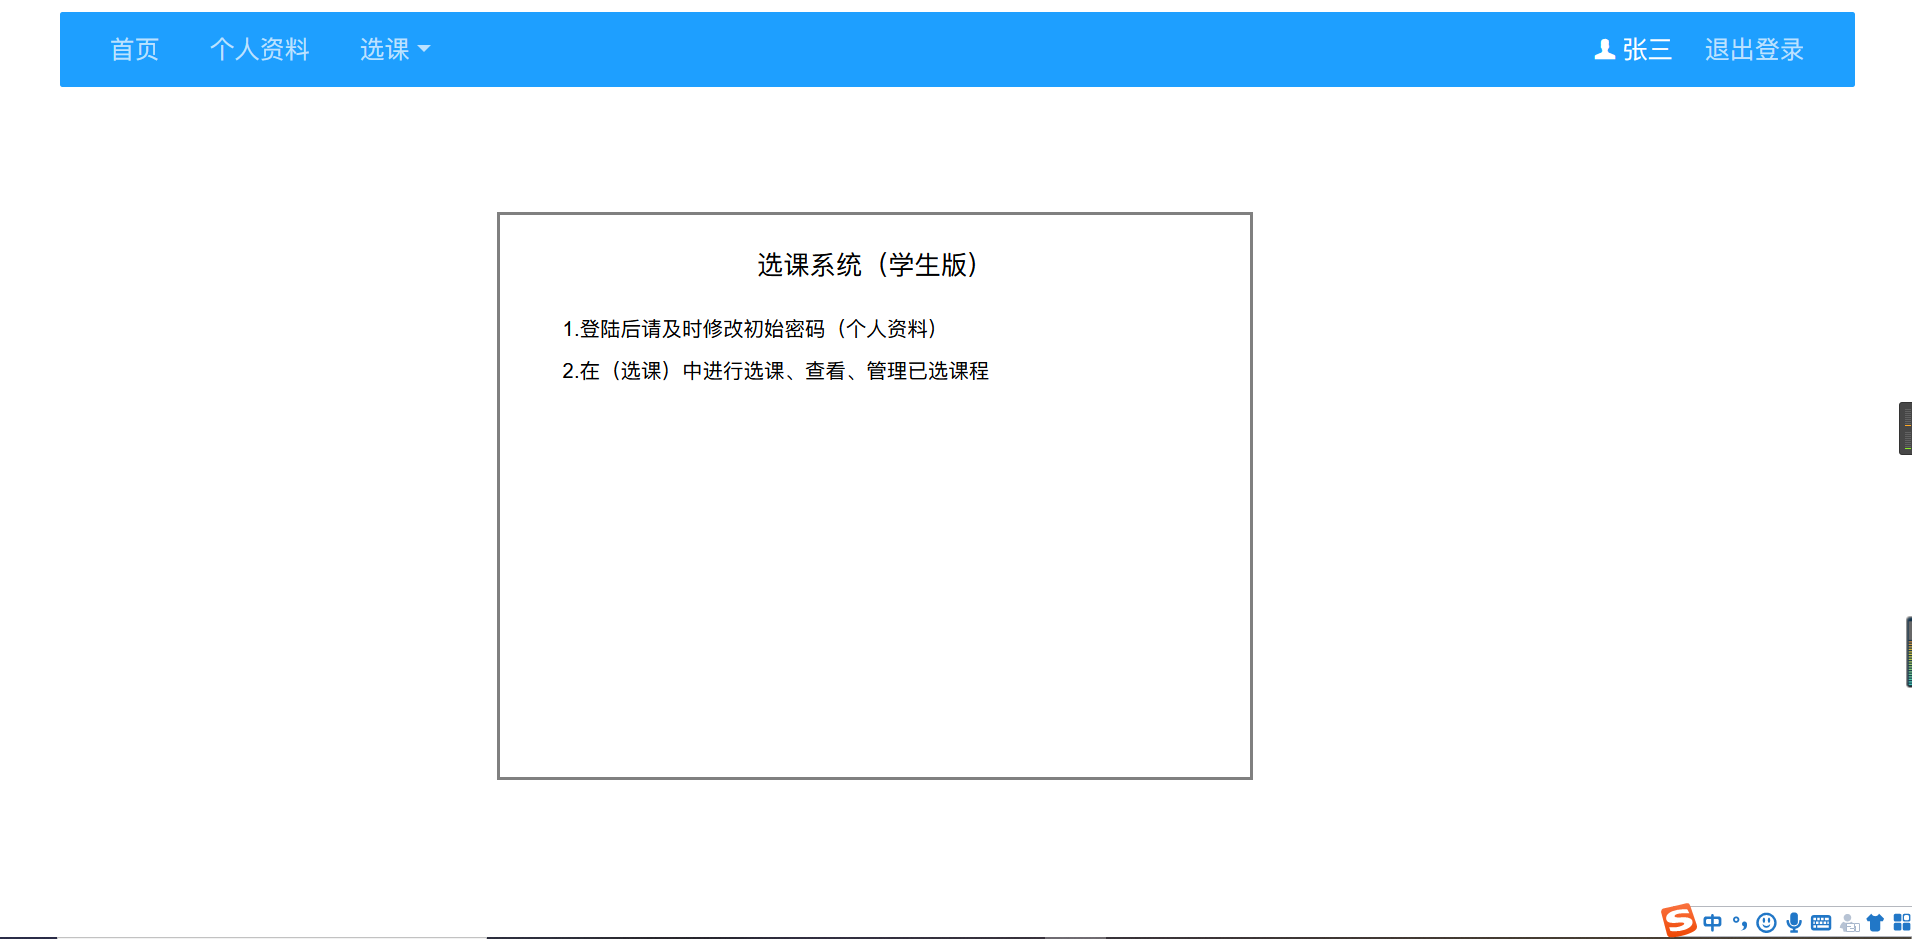 首页 个人资料 选课 张三 退出登录
选课系统（学生版）
1.登陆后请及时修改初始密码（个人资料）
2.在（选课）中进行选课、查看、管理已选课程
S 中